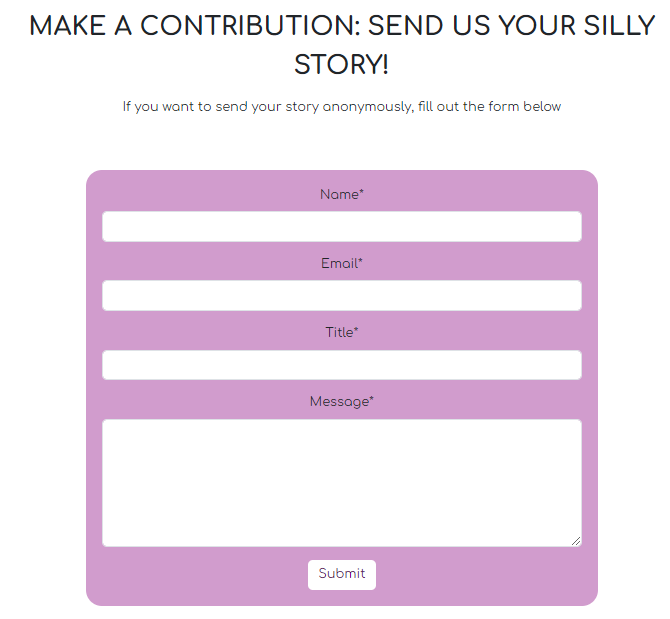 MAKE A CONTRIBUTION: SEND US YOUR SILLY
STORY!
If you want to send your story anonymously, fill out the form below
Name*
Email*
Title*
Message*
Submit